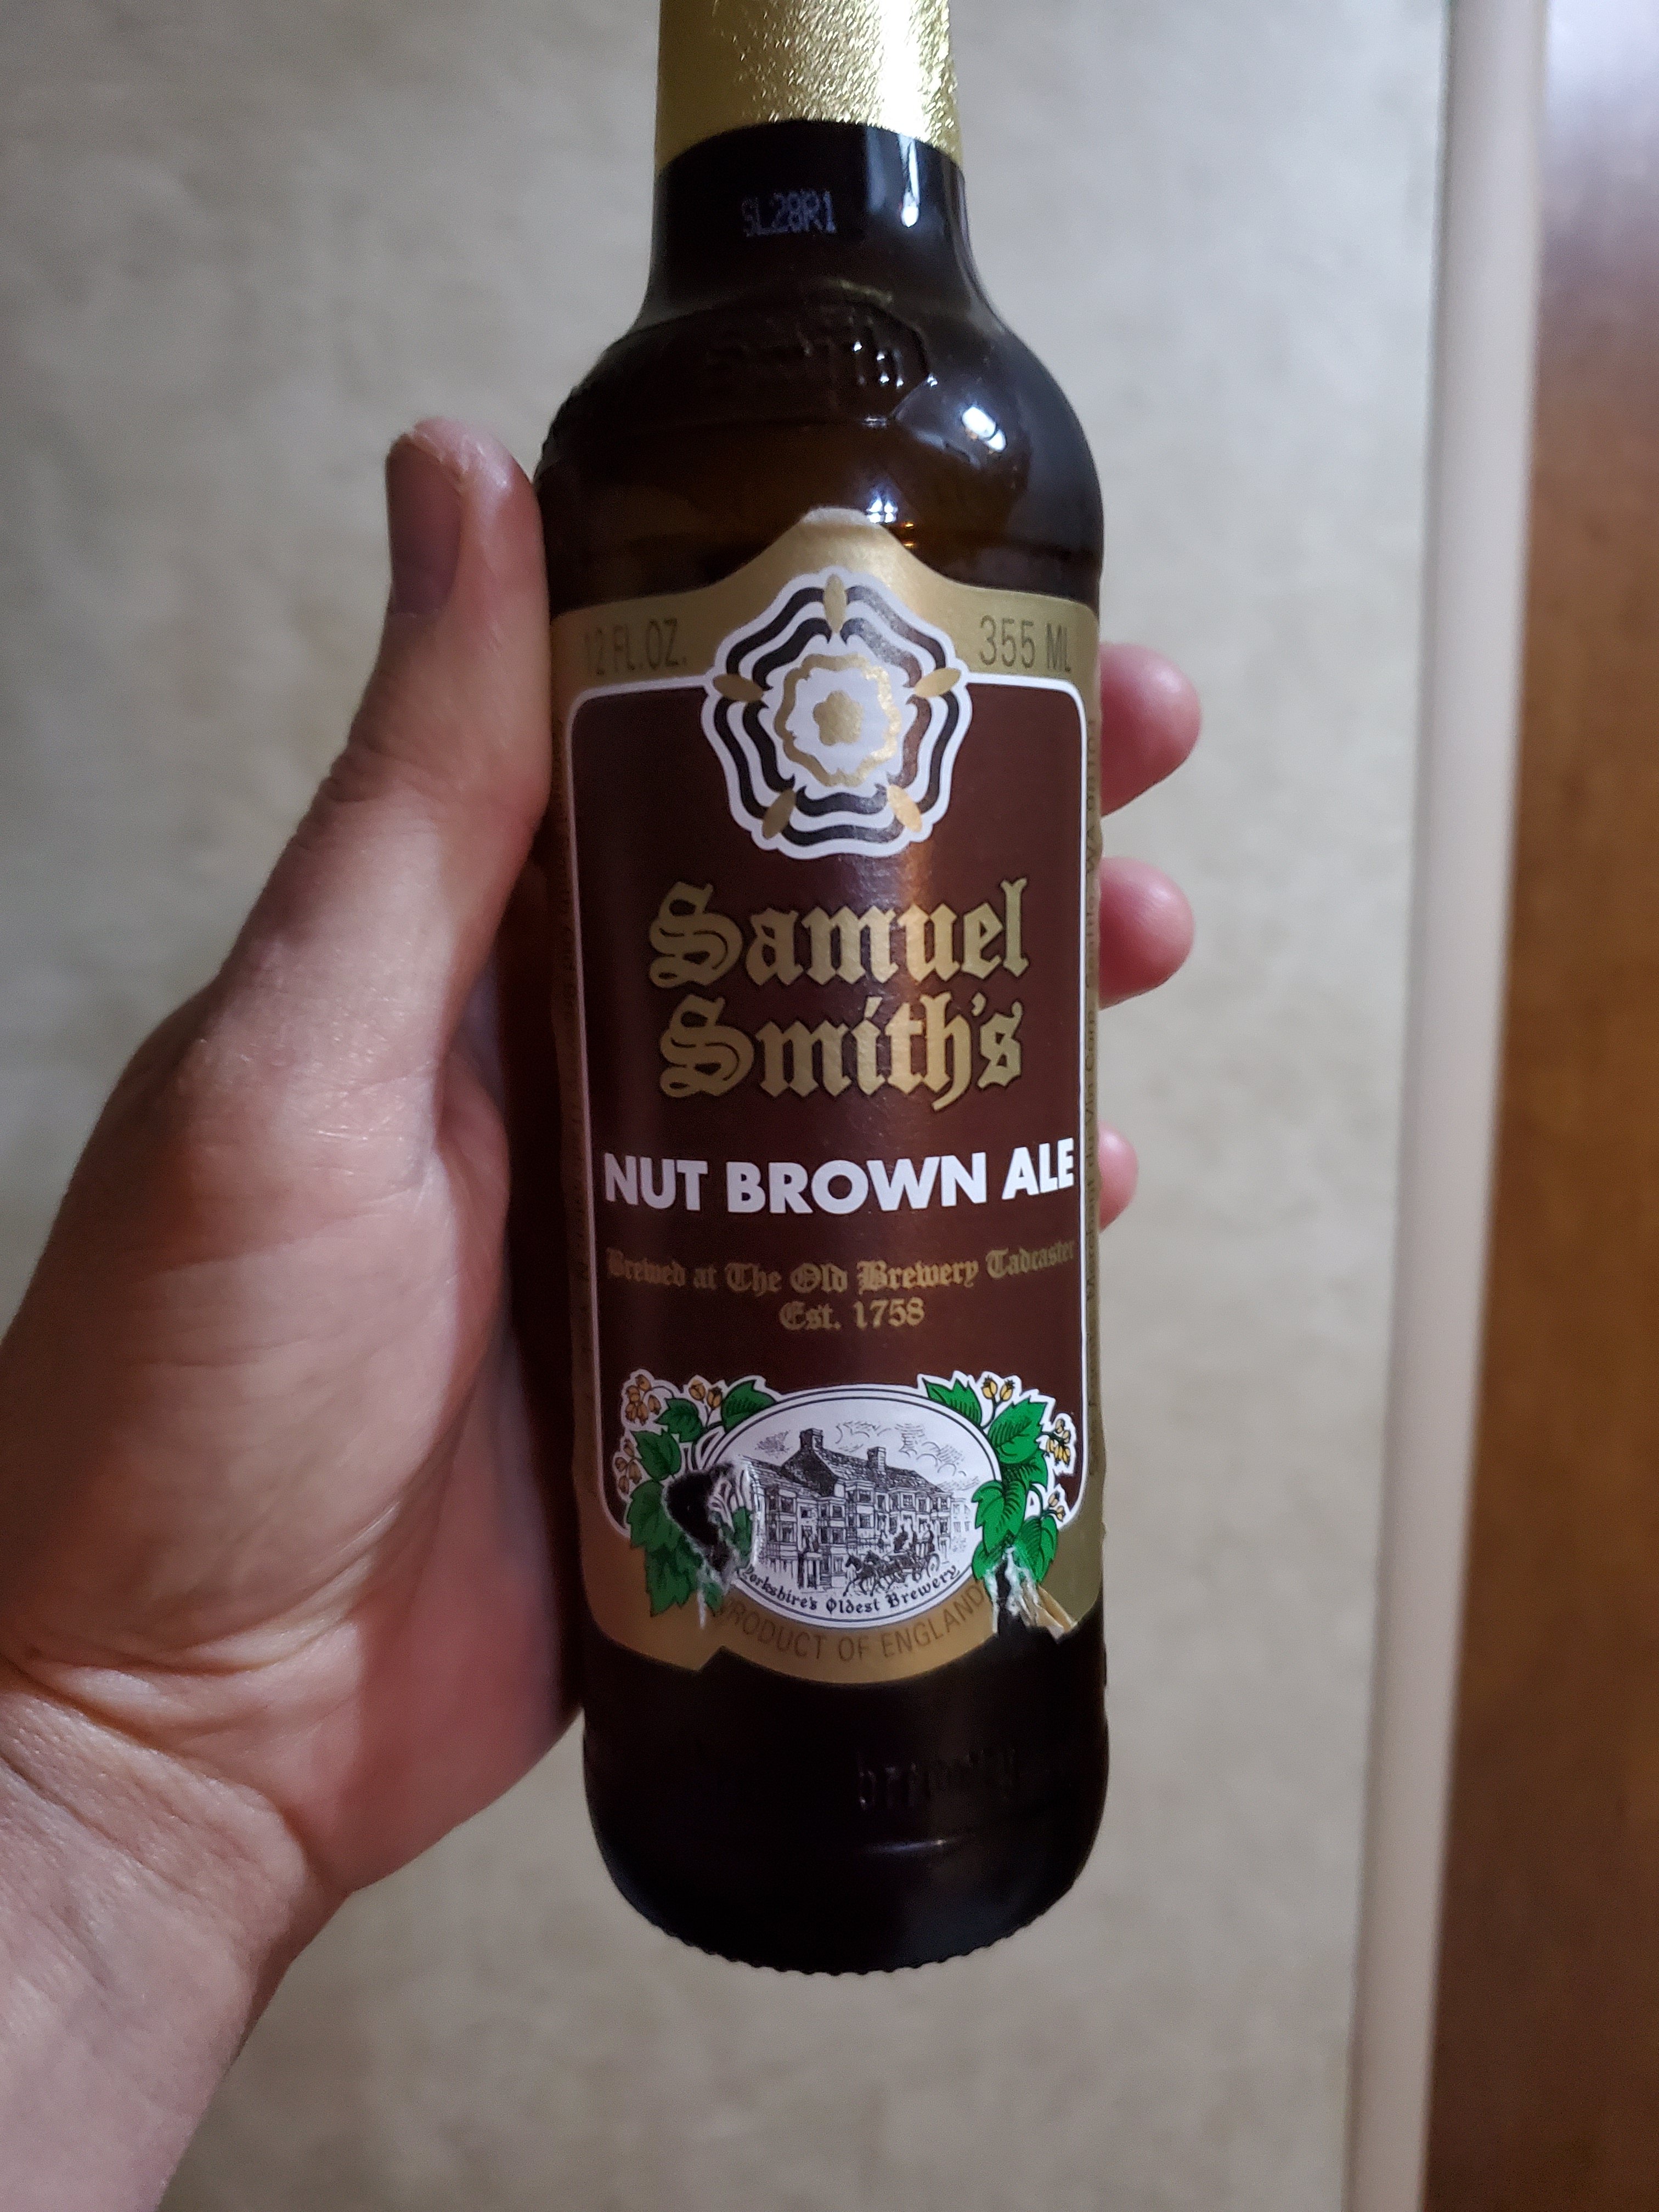 SL28R1
12 FL.OZ.
355 ML
Samuel
Smith's
NUT BROWN ALE
Brewed at The Old Brewery Tadcaster
Est. 1758
Yorkshire's Oldest Brewery
PRODUCT OF ENGLAND
brewery